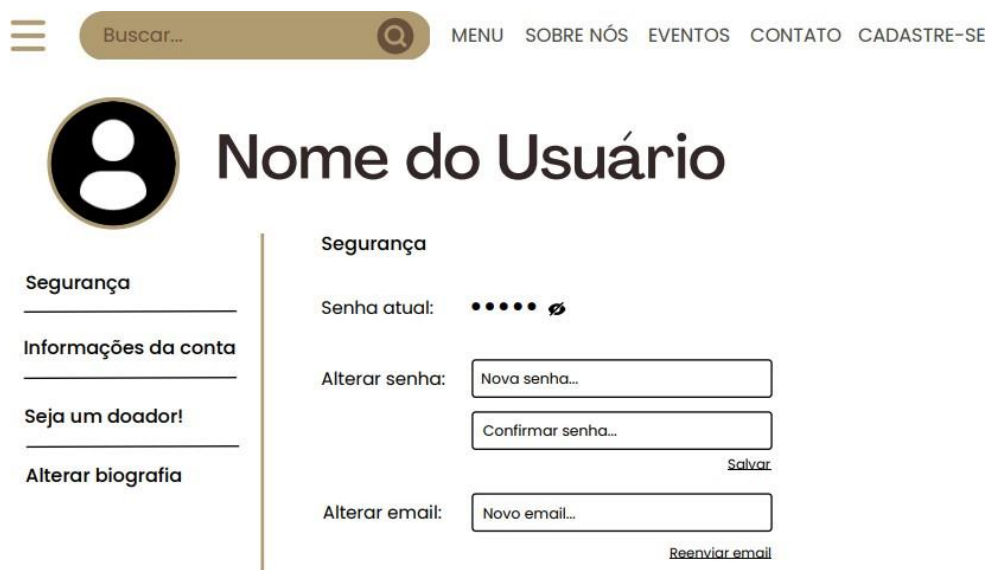 Buscar... MENU SOBRE NÓS EVENTOS CONTATO CADASTRE-SE
Nome do Usuário
Segurança
Informações da conta
Seja um doador!
Alterar biografia
Segurança
Senha atual: •••••
Alterar senha: Nova senha...
Confirmar senha...
Salvar
Alterar email: Novo email...
Reenviar email